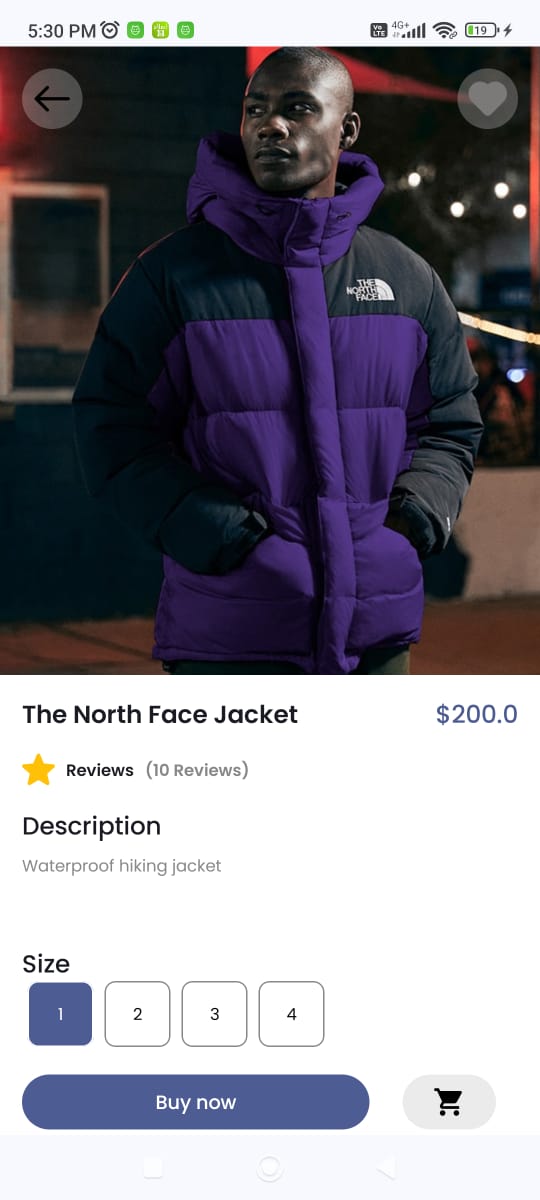 5:30 PM
Vo LTE 4G+ 19
THE
NORTH
FACE
The North Face Jacket $200.0
Reviews (10 Reviews)
Description
Waterproof hiking jacket
Size
1 2 3 4
Buy now